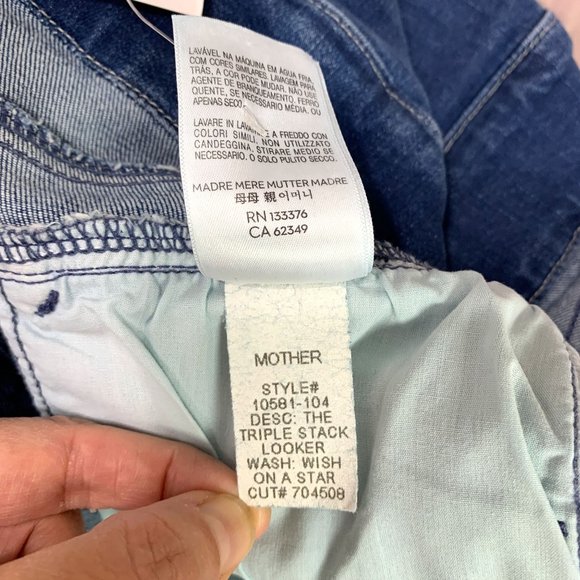 LAVÁVEL NA MÁQUINA EM ÁGUA FRIA
COM CORES SIMILARES. LAVAGEM PARA
TRÁS, A COR PODE MUDAR. NÃO USE
AGENTE DE BRANQUEAMENTO. FERRO
QUENTE, SE NECESSÁRIO MÉDIA, OU
APENAS SECO.
LAVARE IN LAVA E A FREDDO CON
COLORI SIMILI. NON UTILIZZATO
CANDEGGINA, STIRARE MEDIO SE
NECESSARIO. O SOLO PULITO SECCO.
MADRE MERE MUTTER MADRE
母母 親 어머니
RN 133376
CA 62349
MOTHER
STYLE#
10581-104
DESC: THE
TRIPLE STACK
LOOKER
WASH: WISH
ON A STAR
CUT# 704508